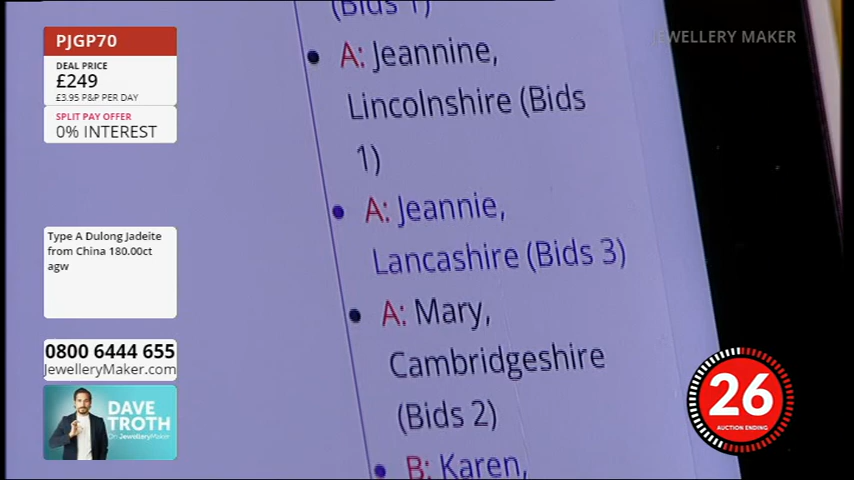 PJGP70
DEAL PRICE
£249
£3.95 P&P PER DAY
SPLIT PAY OFFER
0% INTEREST
Type A Dulong Jadeite
from China 180.00ct
agw
0800 6444 655
JewelleryMaker.com
DAVE
TROTH
On JewelleryMaker
(Bids 1)
• A: Jeannine,
Lincolnshire (Bids
1)
• A: Jeannie,
Lancashire (Bids 3)
• A: Mary,
Cambridgeshire
(Bids 2)
• B: Karen,
JEWELLERY MAKER
26
AUCTION ENDING